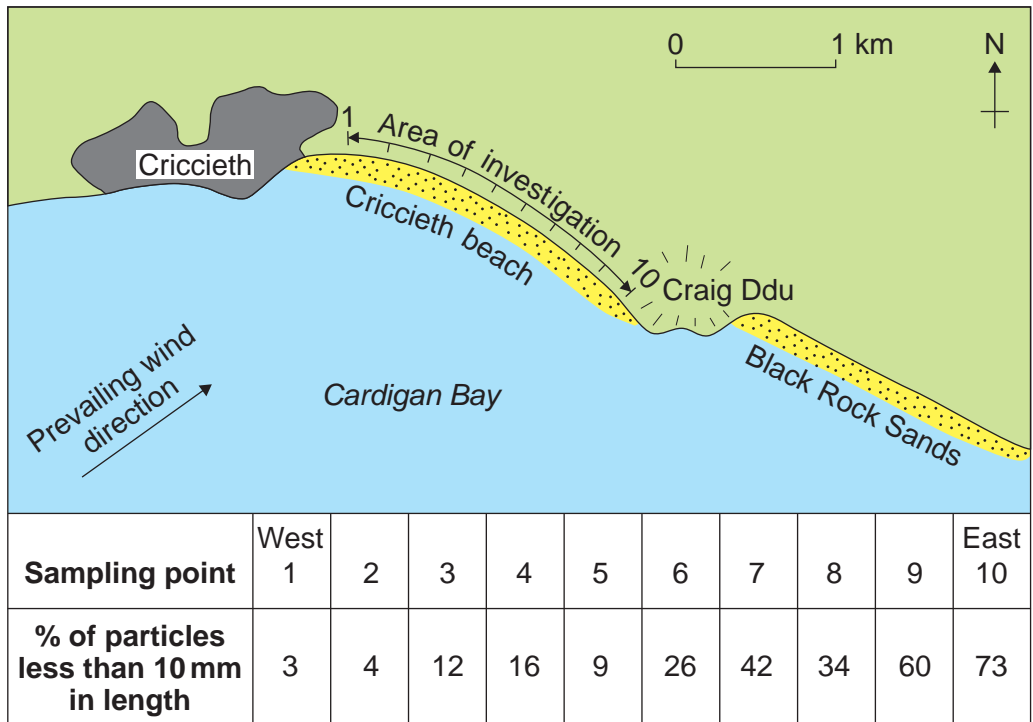 0 1 km
N
1 Area of investigation 10
Criccieth
Criccieth beach
Craig Ddu
Black Rock Sands
Prevailing wind
direction
Cardigan Bay
Sampling point West 1 2 3 4 5 6 7 8 9 East 10
% of particles
less than 10 mm
in length 3 4 12 16 9 26 42 34 60 73